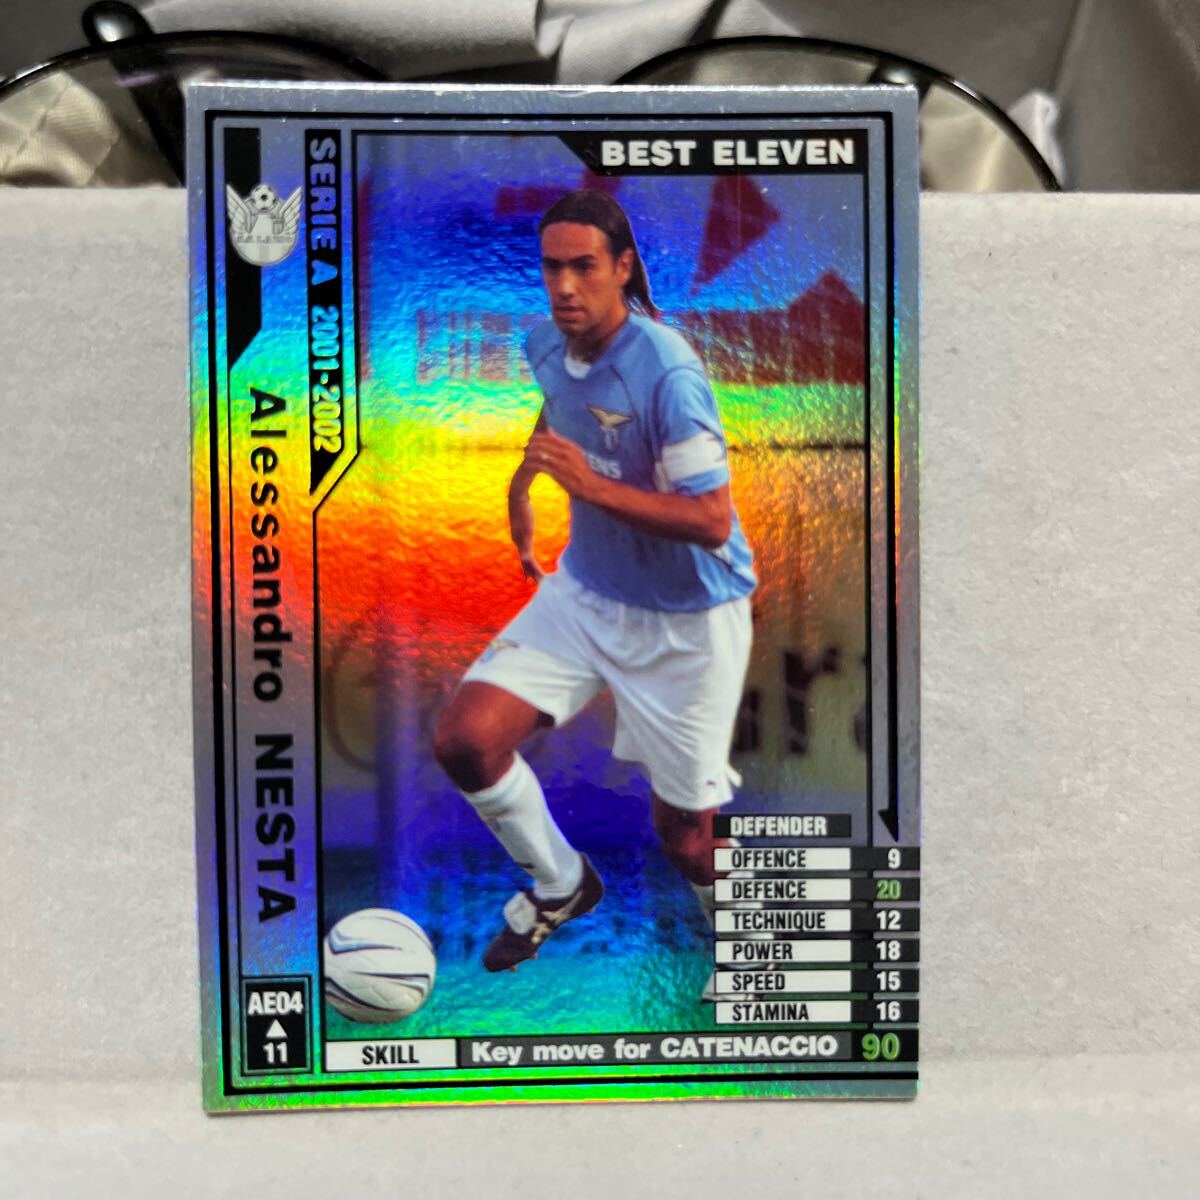 BEST ELEVEN
SERIE A 2001-2002
Alessandro NESTA
DEFENDER
OFFENCE 9
DEFENCE 20
TECHNIQUE 12
POWER 18
SPEED 15
STAMINA 16
AE04
11
SKILL Key move for CATENACCIO 90